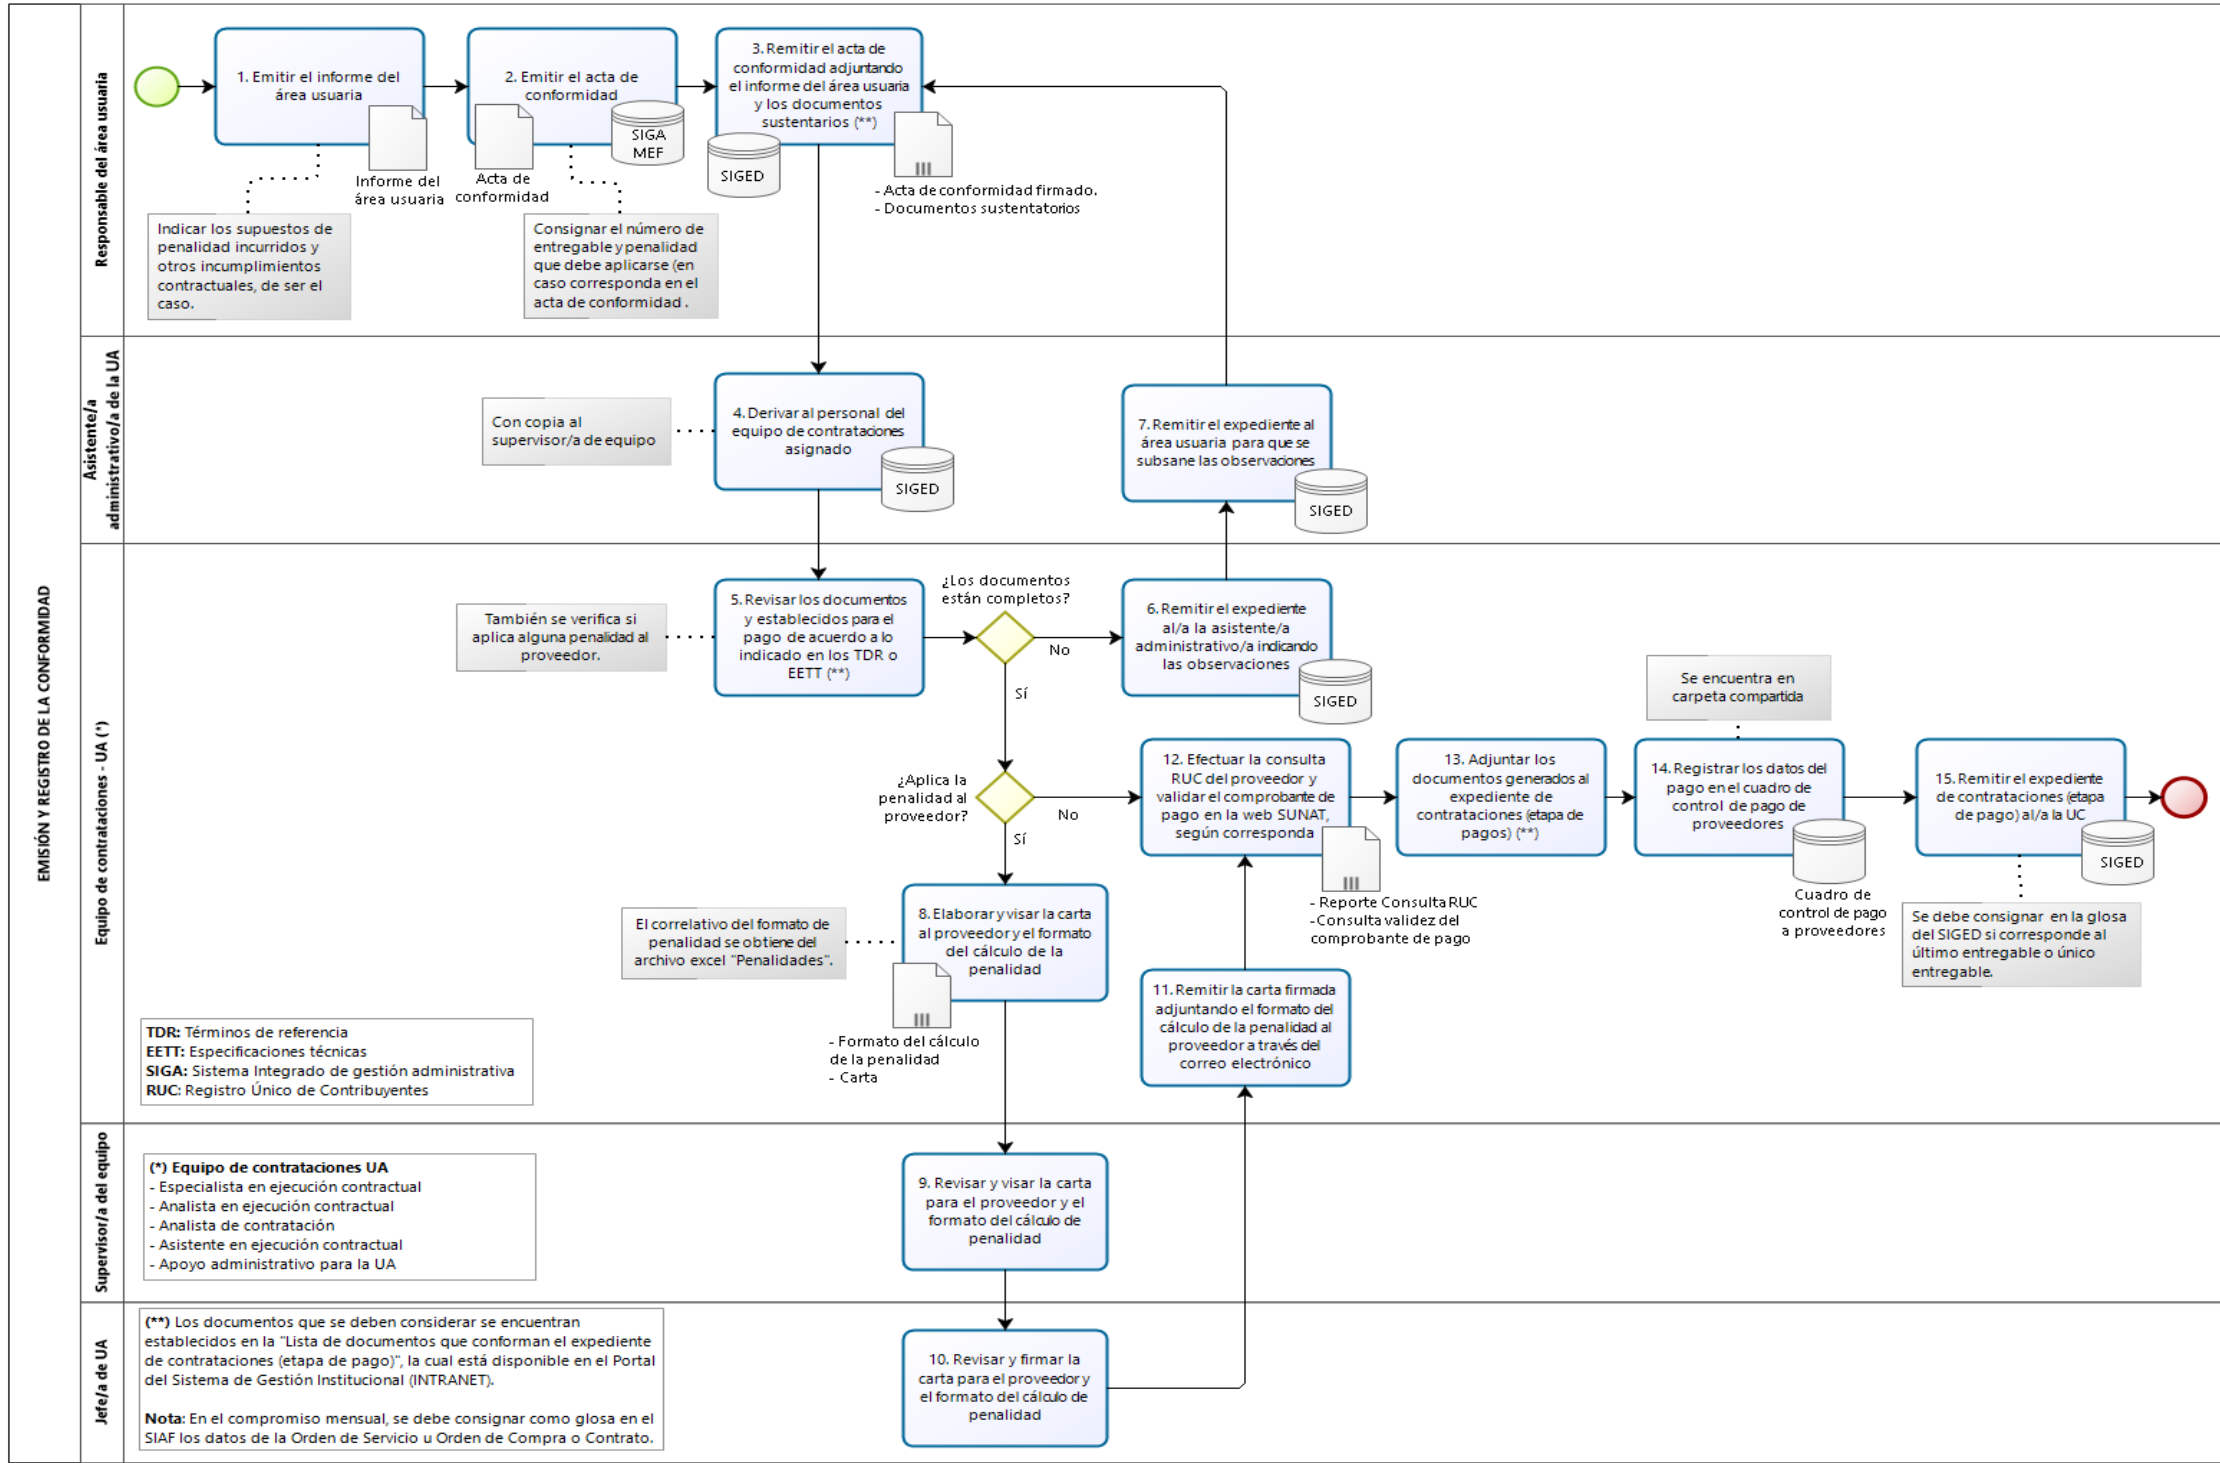 EMISIÓN Y REGISTRO DE LA CONFORMIDAD
Responsable del área usuaria
1. Emitir el informe del
área usuaria
Informe del
área usuaria
Indicar los supuestos de
penalidad incurridos y
otros incumplimientos
contractuales, de ser el
caso.
2. Emitir el acta de
conformidad
SIGA
MEF
Acta de
conformidad
Consignar el número de
entregable y penalidad
que debe aplicarse (en
caso corresponda en el
acta de conformidad .
3. Remitir el acta de
conformidad adjuntando
el informe del área usuaria
y los documentos
sustentarios (**)
SIGED
- Acta de conformidad firmado.
- Documentos sustentatorios
Asistente/a
administrativo/a de la UA
Con copia al
supervisor/a de equipo
4. Derivar al personal del
equipo de contrataciones
asignado
SIGED
7. Remitir el expediente al
área usuaria para que se
subsane las observaciones
SIGED
Equipo de contrataciones - UA (*)
También se verifica si
aplica alguna penalidad al
proveedor.
5. Revisar los documentos
y establecidos para el
pago de acuerdo a lo
indicado en los TDR o
EETT (**)
¿Los documentos
están completos?
No
Sí
6. Remitir el expediente
al/a la asistente/a
administrativo/a indicando
las observaciones
SIGED
¿Aplica la
penalidad al
proveedor?
No
Sí
12. Efectuar la consulta
RUC del proveedor y
validar el comprobante de
pago en la web SUNAT,
según corresponda
- Reporte Consulta RUC
- Consulta validez del
comprobante de pago
13. Adjuntar los
documentos generados al
expediente de
contrataciones (etapa de
pagos) (**)
Se encuentra en
carpeta compartida
14. Registrar los datos del
pago en el cuadro de
control de pago de
proveedores
Cuadro de
control de pago
a proveedores
15. Remitir el expediente
de contrataciones (etapa
de pago) al/a la UC
SIGED
Se debe consignar en la glosa
del SIGED si corresponde al
último entregable o único
entregable.
El correlativo del formato de
penalidad se obtiene del
archivo excel "Penalidades".
8. Elaborar y visar la carta
al proveedor y el formato
del cálculo de la
penalidad
- Formato del cálculo
de la penalidad
- Carta
11. Remitir la carta firmada
adjuntando el formato del
cálculo de la penalidad al
proveedor a través del
correo electrónico
TDR: Términos de referencia
EETT: Especificaciones técnicas
SIGA: Sistema Integrado de gestión administrativa
RUC: Registro Único de Contribuyentes
Supervisor/a del equipo
(*) Equipo de contrataciones UA
- Especialista en ejecución contractual
- Analista en ejecución contractual
- Analista de contratación
- Asistente en ejecución contractual
- Apoyo administrativo para la UA
9. Revisar y visar la carta
para el proveedor y el
formato del cálculo de
penalidad
Jefe/a de UA
(**) Los documentos que se deben considerar se encuentran
establecidos en la "Lista de documentos que conforman el expediente
de contrataciones (etapa de pago)", la cual está disponible en el Portal
del Sistema de Gestión Institucional (INTRANET).
Nota: En el compromiso mensual, se debe consignar como glosa en el
SIAF los datos de la Orden de Servicio u Orden de Compra o Contrato.
10. Revisar y firmar la
carta para el proveedor y
el formato del cálculo de
penalidad